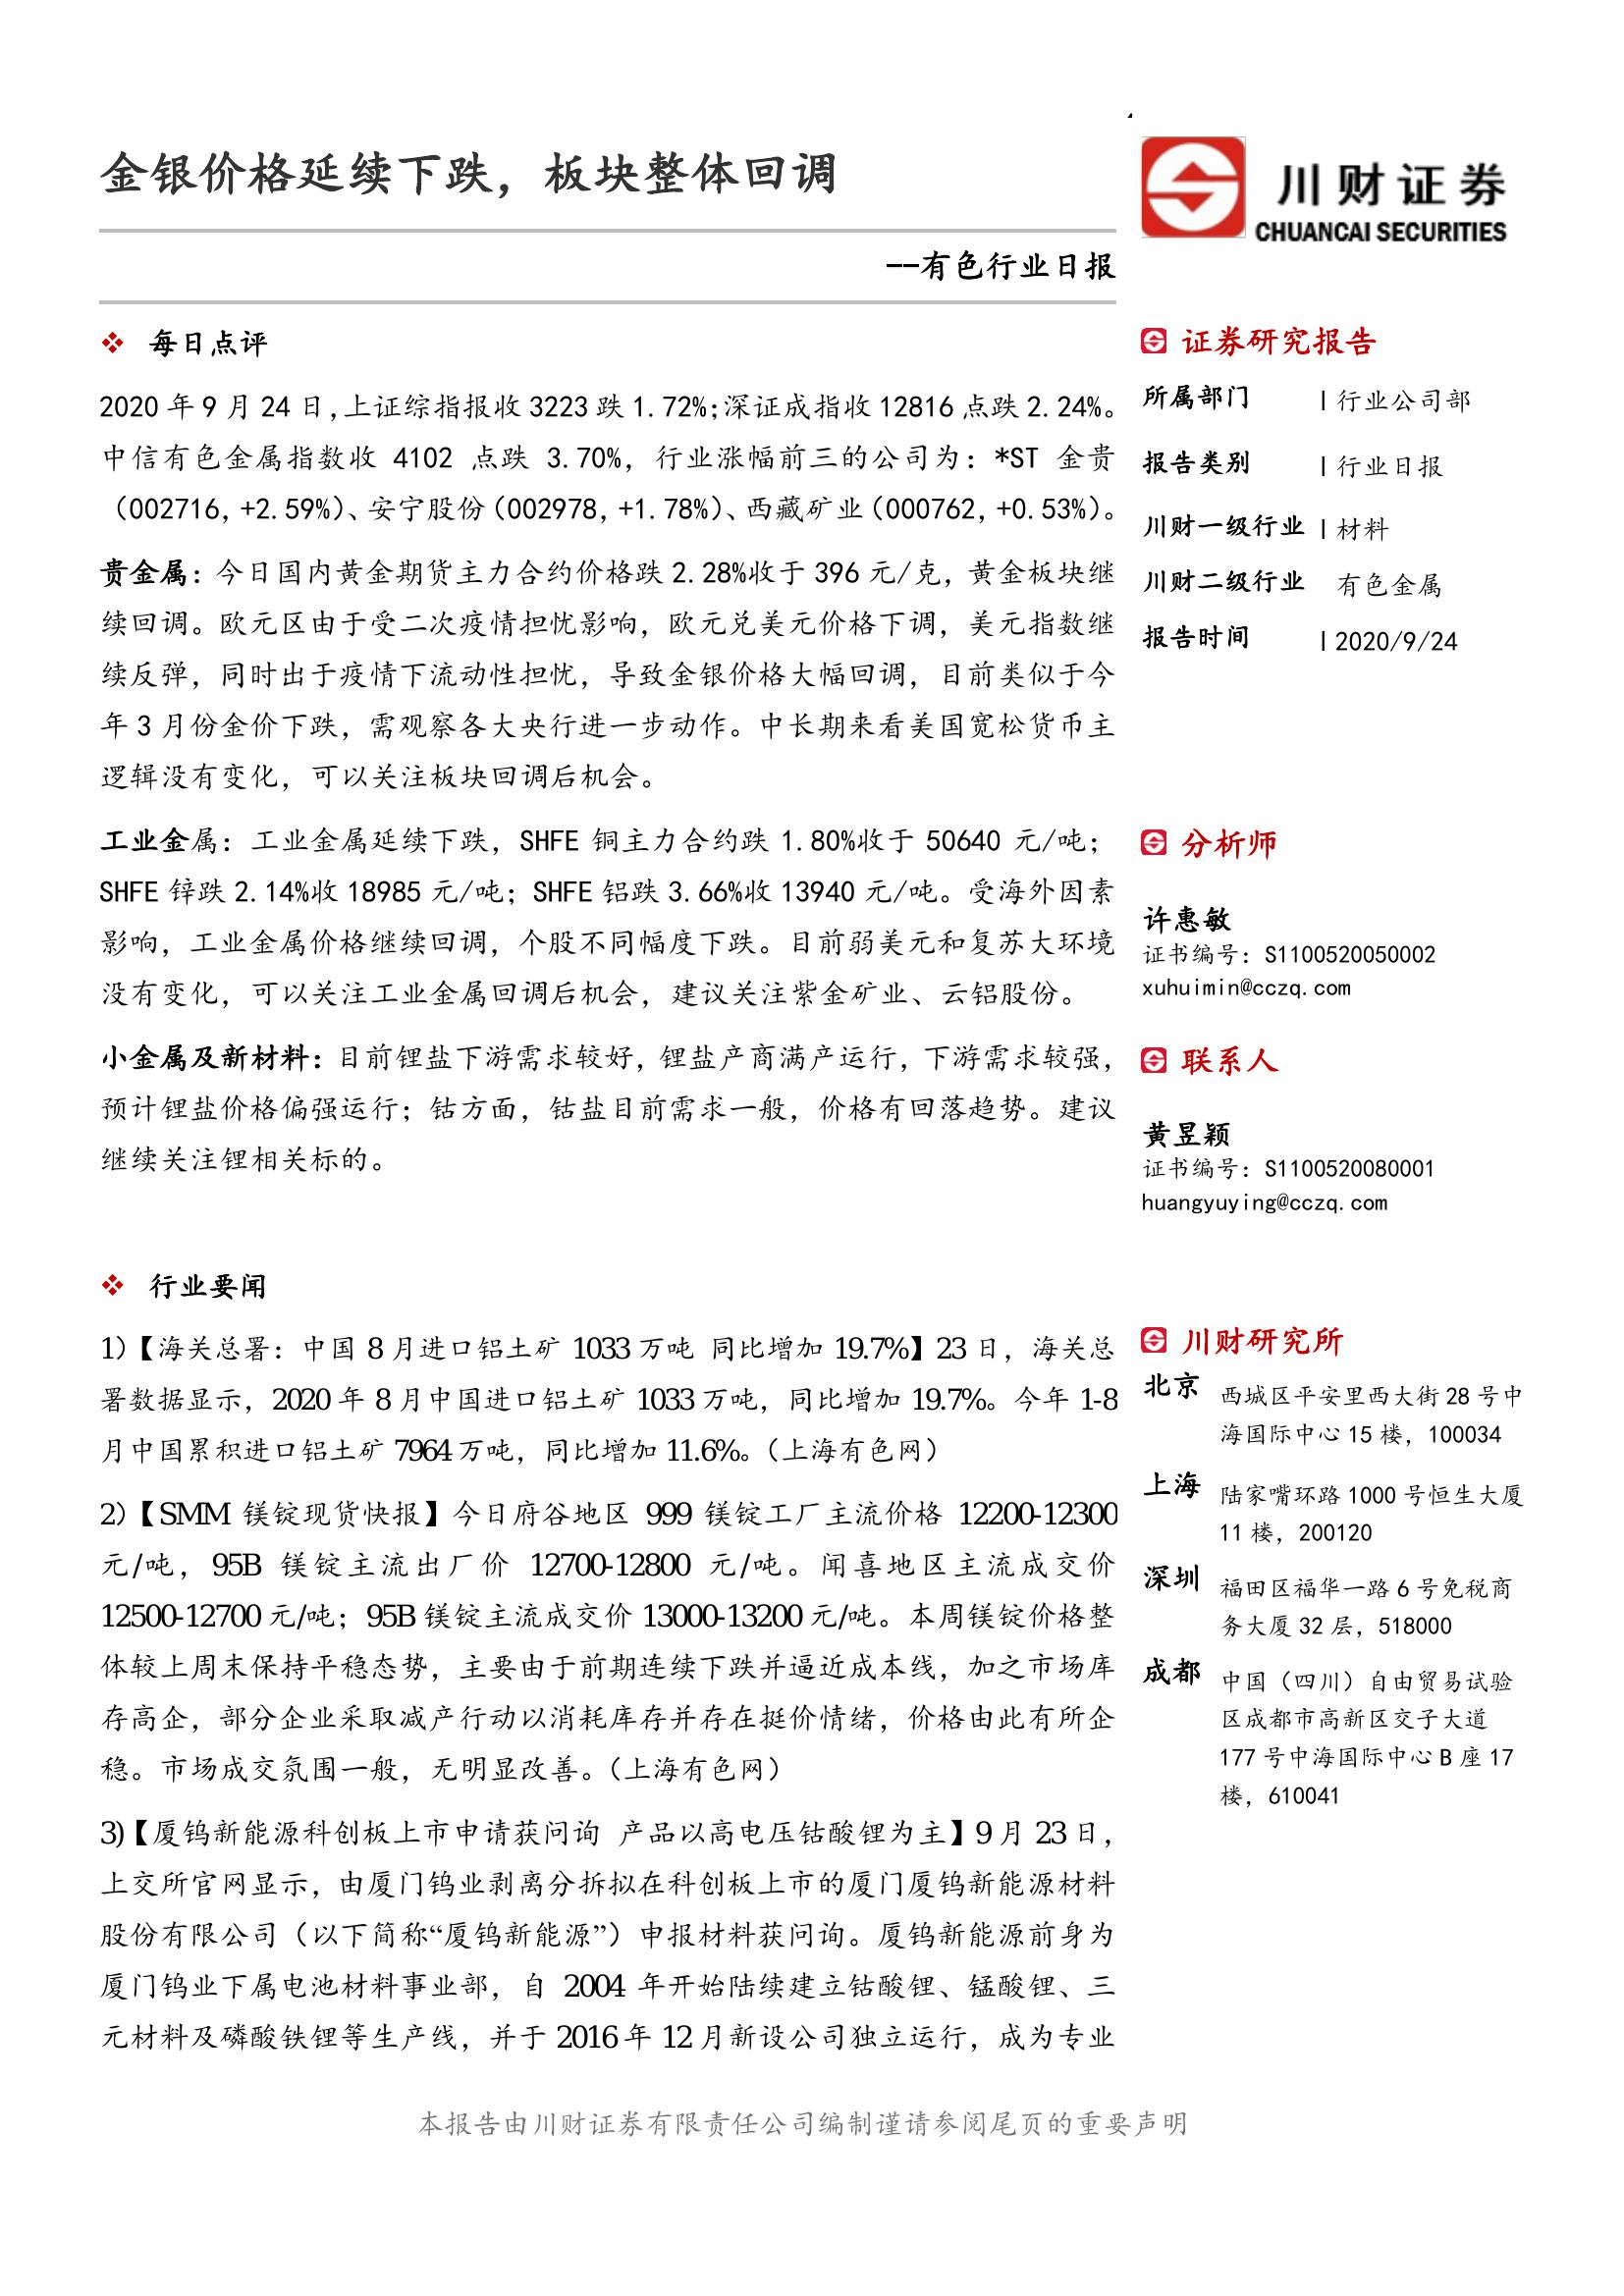 金银价格延续下跌，板块整体回调
川财证券
CHUANCAI SECURITIES
--有色行业日报
每日点评
2020 年 9 月 24 日，上证综指报收 3223 跌 1.72%；深证成指收 12816 点跌 2.24%。
中信有色金属指数收 4102 点跌 3.70%，行业涨幅前三的公司为：*ST 金贵
（002716，+2.59%）、安宁股份（002978，+1.78%）、西藏矿业（000762，+0.53%）。
贵金属：今日国内黄金期货主力合约价格跌 2.28%收于 396 元/克，黄金板块继
续回调。欧元区由于受二次疫情担忧影响，欧元兑美元价格下调，美元指数继
续反弹，同时出于疫情下流动性担忧，导致金银价格大幅回调，目前类似于今
年 3 月份金价下跌，需观察各大央行进一步动作。中长期来看美国宽松货币主
逻辑没有变化，可以关注板块回调后机会。
工业金属：工业金属延续下跌，SHFE 铜主力合约跌 1.80%收于 50640 元/吨；
SHFE 锌跌 2.14%收 18985 元/吨；SHFE 铝跌 3.66%收 13940 元/吨。受海外因素
影响，工业金属价格继续回调，个股不同幅度下跌。目前弱美元和复苏大环境
没有变化，可以关注工业金属回调后机会，建议关注紫金矿业、云铝股份。
小金属及新材料：目前锂盐下游需求较好，锂盐产商满产运行，下游需求较强，
预计锂盐价格偏强运行；钴方面，钴盐目前需求一般，价格有回落趋势。建议
继续关注锂相关标的。
行业要闻
1）【海关总署：中国 8 月进口铝土矿 1033 万吨 同比增加 19.7%】23 日，海关总
署数据显示，2020 年 8 月中国进口铝土矿 1033 万吨，同比增加 19.7%。今年 1-8
月中国累积进口铝土矿 7964 万吨，同比增加 11.6%。（上海有色网）
2）【SMM 镁锭现货快报】今日府谷地区 999 镁锭工厂主流价格 12200-12300
元/吨，95B 镁锭主流出厂价 12700-12800 元/吨。闻喜地区主流成交价
12500-12700 元/吨；95B 镁锭主流成交价 13000-13200 元/吨。本周镁锭价格整
体较上周末保持平稳态势，主要由于前期连续下跌并逼近成本线，加之市场库
存高企，部分企业采取减产行动以消耗库存并存在挺价情绪，价格由此有所企
稳。市场成交氛围一般，无明显改善。（上海有色网）
3)【厦钨新能源科创板上市申请获问询 产品以高电压钴酸锂为主】9 月 23 日，
上交所官网显示，由厦门钨业剥离分拆拟在科创板上市的厦门厦钨新能源材料
股份有限公司（以下简称“厦钨新能源”）申报材料获问询。厦钨新能源前身为
厦门钨业下属电池材料事业部，自 2004 年开始陆续建立钴酸锂、锰酸锂、三
元材料及磷酸铁锂等生产线，并于 2016 年 12 月新设公司独立运行，成为专业
证券研究报告
所属部门 | 行业公司部
报告类别 | 行业日报
川财一级行业 | 材料
川财二级行业 有色金属
报告时间 | 2020/9/24
分析师
许惠敏
证书编号：S1100520050002
xuhuimin@cczq.com
联系人
黄昱颖
证书编号：S1100520080001
huangyuying@cczq.com
川财研究所
北京 西城区平安里西大街 28 号中
海国际中心 15 楼，100034
上海 陆家嘴环路 1000 号恒生大厦
11 楼，200120
深圳 福田区福华一路 6 号免税商
务大厦 32 层，518000
成都 中国（四川）自由贸易试验
区成都市高新区交子大道
177 号中海国际中心 B 座 17
楼，610041
本报告由川财证券有限责任公司编制谨请参阅尾页的重要声明